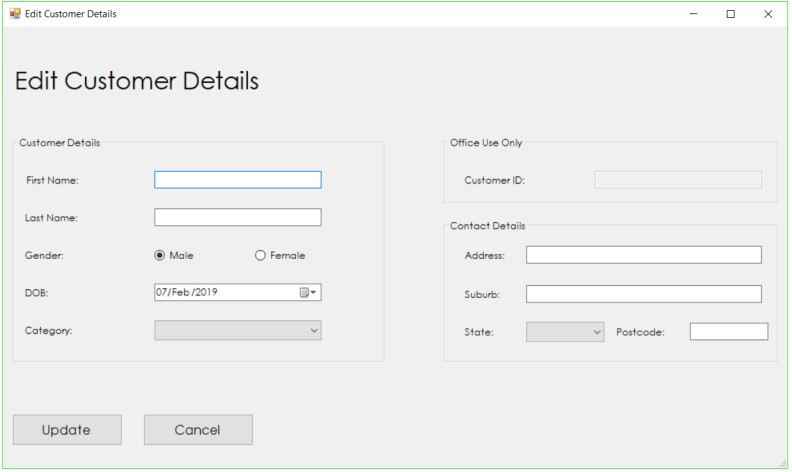 Edit Customer Details
Edit Customer Details
Customer Details
First Name:
Last Name:
Gender: Male Female
DOB: 07/Feb/2019
Category:
Office Use Only
Customer ID:
Contact Details
Address:
Suburb:
State: Postcode:
Update Cancel